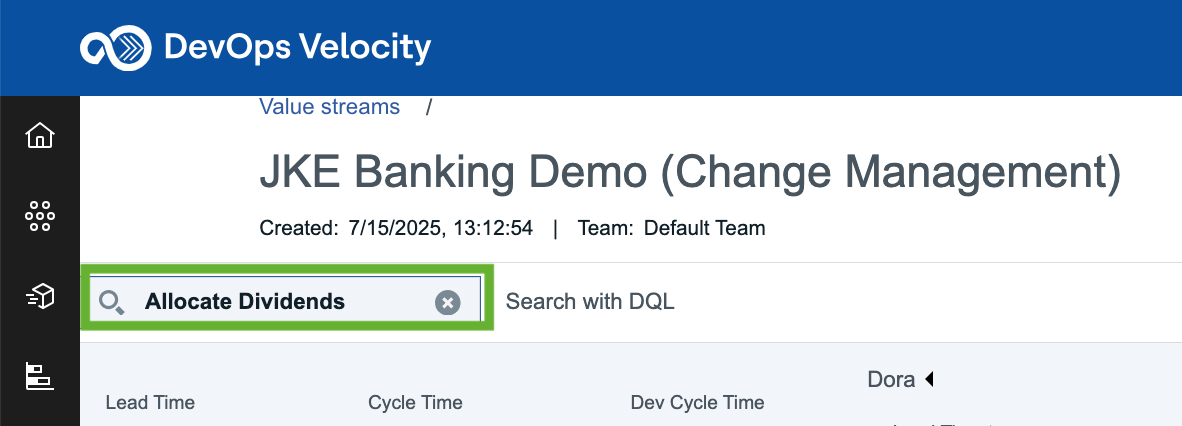 DevOps Velocity
Value streams /
JKE Banking Demo (Change Management)
Created: 7/15/2025, 13:12:54 | Team: Default Team
Allocate Dividends Search with DQL
Dora
Lead Time Cycle Time Dev Cycle Time